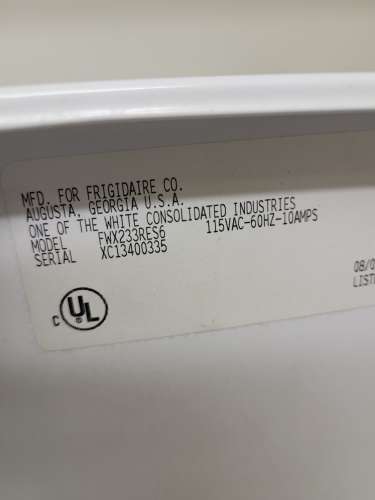 MFD. FOR FRIGIDAIRE CO.
AUGUSTA, GEORGIA U.S.A.
ONE OF THE WHITE CONSOLIDATED INDUSTRIES
MODEL FWX233RES6 115VAC-60HZ-10AMPS
SERIAL XC13400335
08/0
LIST
C UL ®